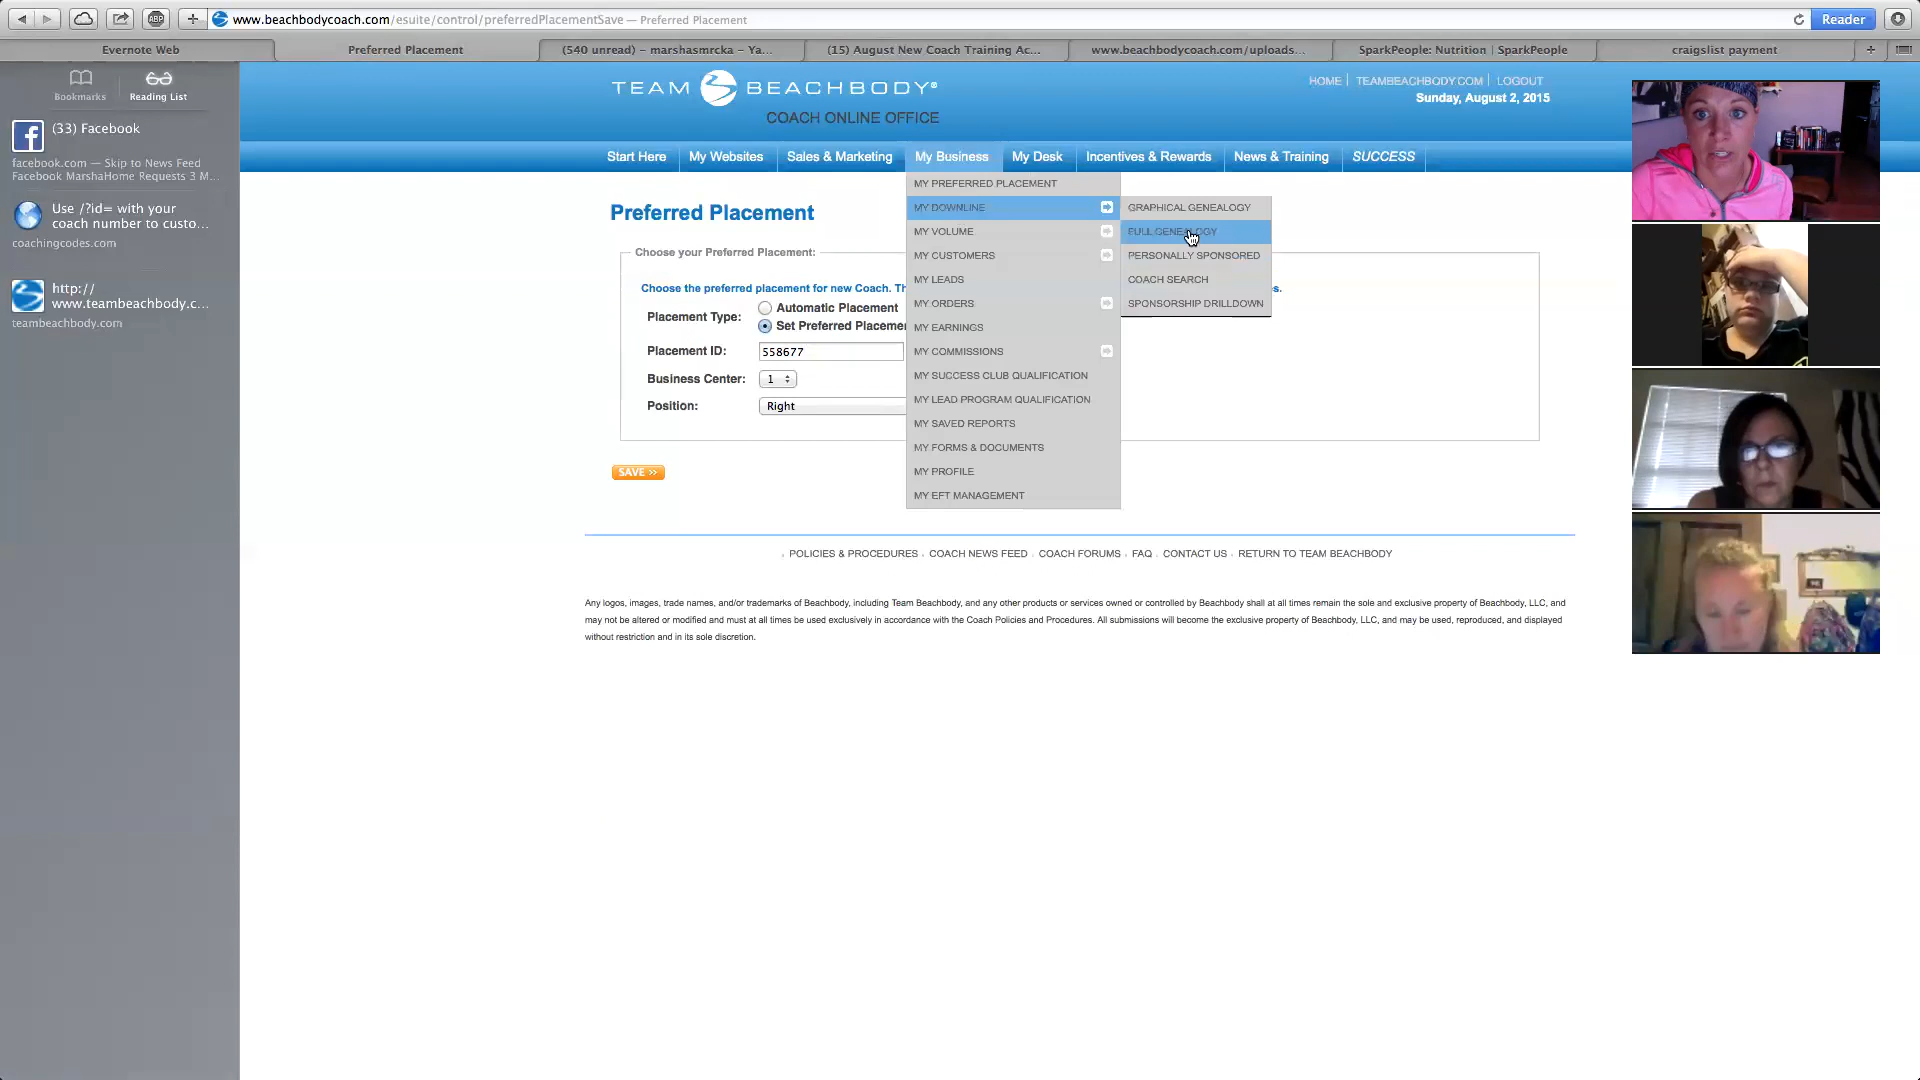 www.beachbodycoach.com/esuite/control/preferredPlacementSave — Preferred Placement
Reader
Evernote Web
Preferred Placement
(540 unread) – marshasmrcka – Ya...
(15) August New Coach Training Ac...
www.beachbodycoach.com/uploads...
SparkPeople: Nutrition | SparkPeople
craigslist payment
ABP
Bookmarks
Reading List
(33) Facebook
facebook.com — Skip to News Feed
Facebook MarshaHome Requests 3 M...
Use /?id= with your
coach number to custo...
coachingcodes.com
http://
www.teambeachbody.c...
teambeachbody.com
TEAM BEACHBODY®
COACH ONLINE OFFICE
HOME | TEAMBEACHBODY.COM | LOGOUT
Sunday, August 2, 2015
Start Here
My Websites
Sales & Marketing
My Business
My Desk
Incentives & Rewards
News & Training
SUCCESS
MY PREFERRED PLACEMENT
MY DOWNLINE
MY VOLUME
MY CUSTOMERS
MY LEADS
MY ORDERS
MY EARNINGS
MY COMMISSIONS
MY SUCCESS CLUB QUALIFICATION
MY LEAD PROGRAM QUALIFICATION
MY SAVED REPORTS
MY FORMS & DOCUMENTS
MY PROFILE
MY EFT MANAGEMENT
GRAPHICAL GENEALOGY
FULL GENEALOGY
PERSONALLY SPONSORED
COACH SEARCH
SPONSORSHIP DRILLDOWN
Preferred Placement
Choose your Preferred Placement:
Choose the preferred placement for new Coach. Th
s.
Placement Type:
Automatic Placement
Set Preferred Placeme
Placement ID:
558677
Business Center:
1
Position:
Right
SAVE >>
POLICIES & PROCEDURES . COACH NEWS FEED . COACH FORUMS . FAQ . CONTACT US . RETURN TO TEAM BEACHBODY
Any logos, images, trade names, and/or trademarks of Beachbody, including Team Beachbody, and any other products or services owned or controlled by Beachbody shall at all times remain the sole and exclusive property of Beachbody, LLC, and
may not be altered or modified and must at all times be used exclusively in accordance with the Coach Policies and Procedures. All submissions will become the exclusive property of Beachbody, LLC, and may be used, reproduced, and displayed
without restriction and in its sole discretion.